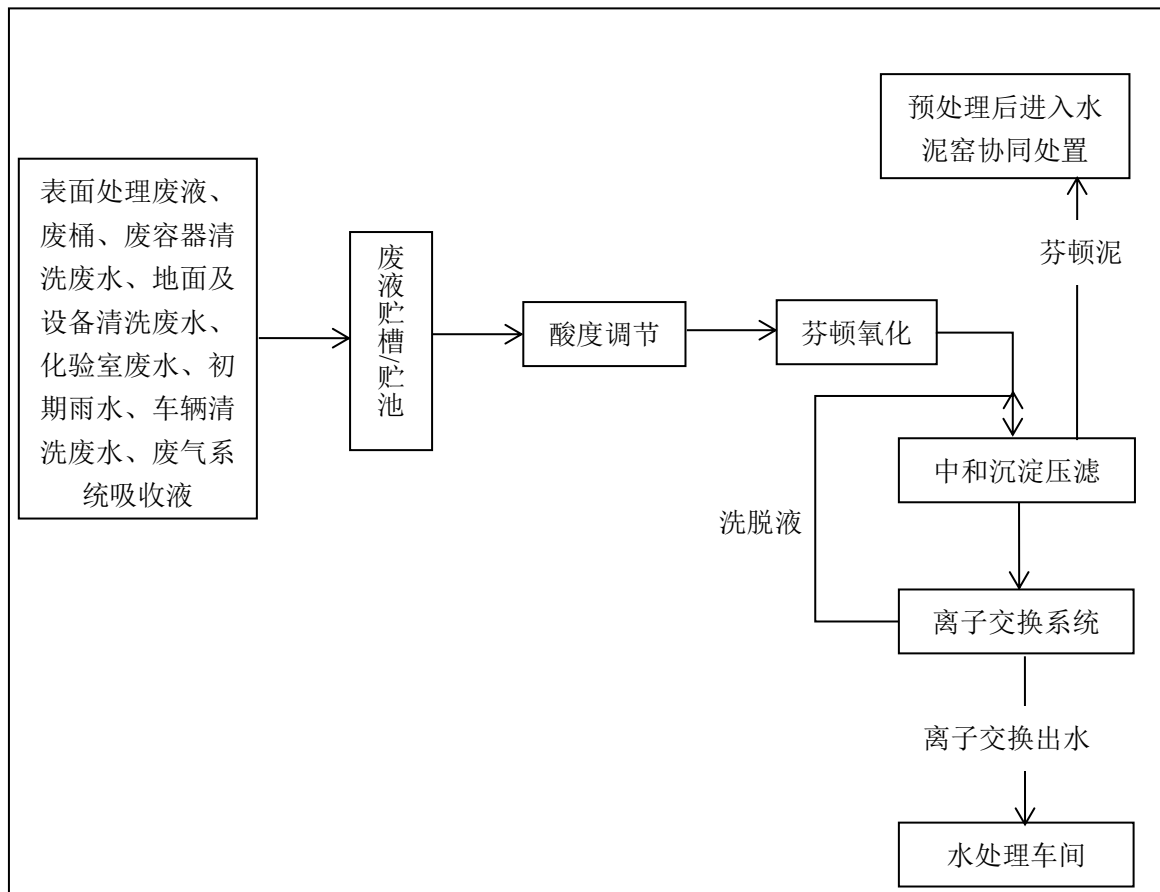 表面处理废液、
废桶、废容器清
洗废水、地面及
设备清洗废水、
化验室废水、初
期雨水、车辆清
洗废水、废气系
统吸收液
废液贮槽/贮池
酸度调节
芬顿氧化
预处理后进入水
泥窑协同处置
芬顿泥
中和沉淀压滤
洗脱液
离子交换系统
离子交换出水
水处理车间